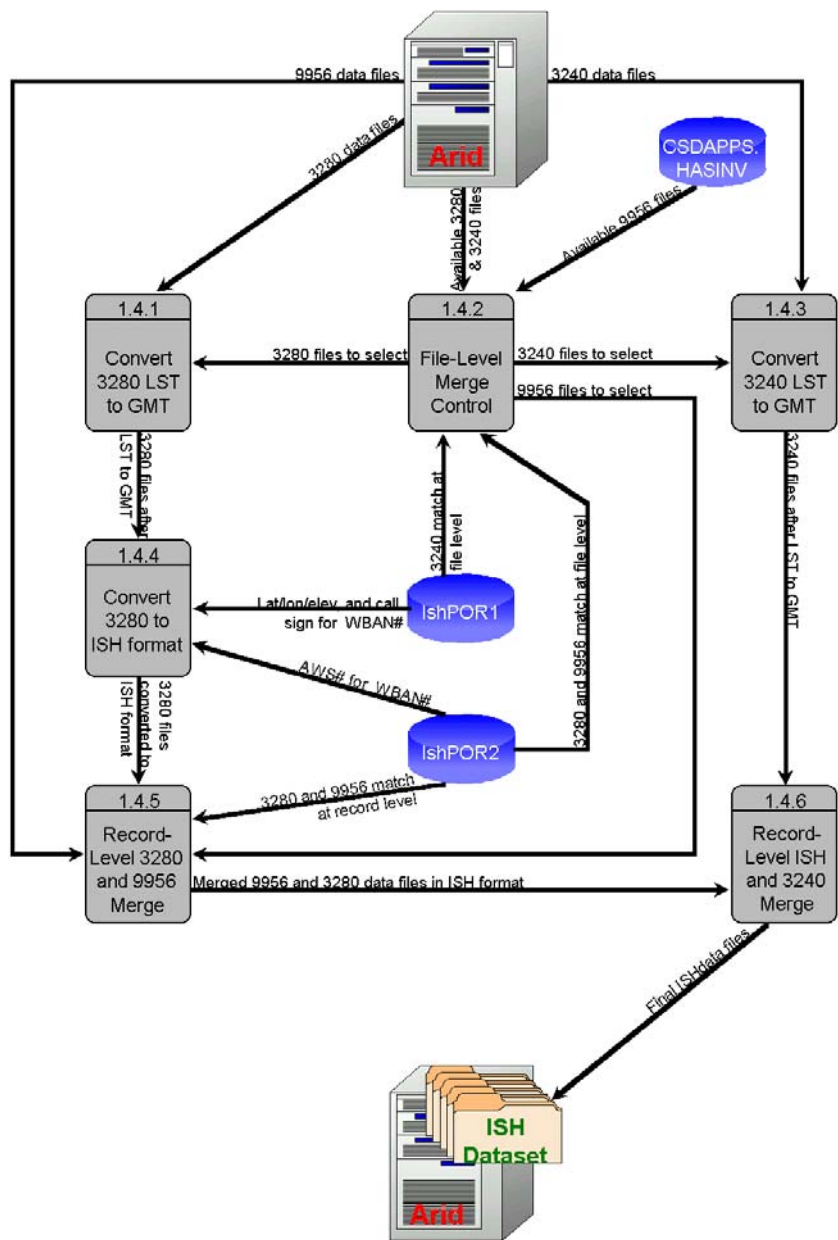 9956 data files
3240 data files
Arid
3280 data files
CSDAPPS.
HASINV
Available 3280
& 3240 files
Available 9956 files
1.4.1
Convert
3280 LST
to GMT
3280 files to select
1.4.2
File-Level
Merge
Control
3240 files to select
9956 files to select
1.4.3
Convert
3240 LST
to GMT
3280 files after
LST to GMT
3240 match at
file level
3280 and 9956 match at file level
3240 files after LST to GMT
1.4.4
Convert
3280 to
ISH format
Lat/lon/elev, and call
sign for WBAN#
IshPOR1
AWS# for WBAN#
IshPOR2
3280 files
converted to
ISH format
3280 and 9956 match
at record level
1.4.5
Record-
Level 3280
and 9956
Merge
Merged 9956 and 3280 data files in ISH format
1.4.6
Record-
Level ISH
and 3240
Merge
Final ISHdata files
ISH
Dataset
Arid